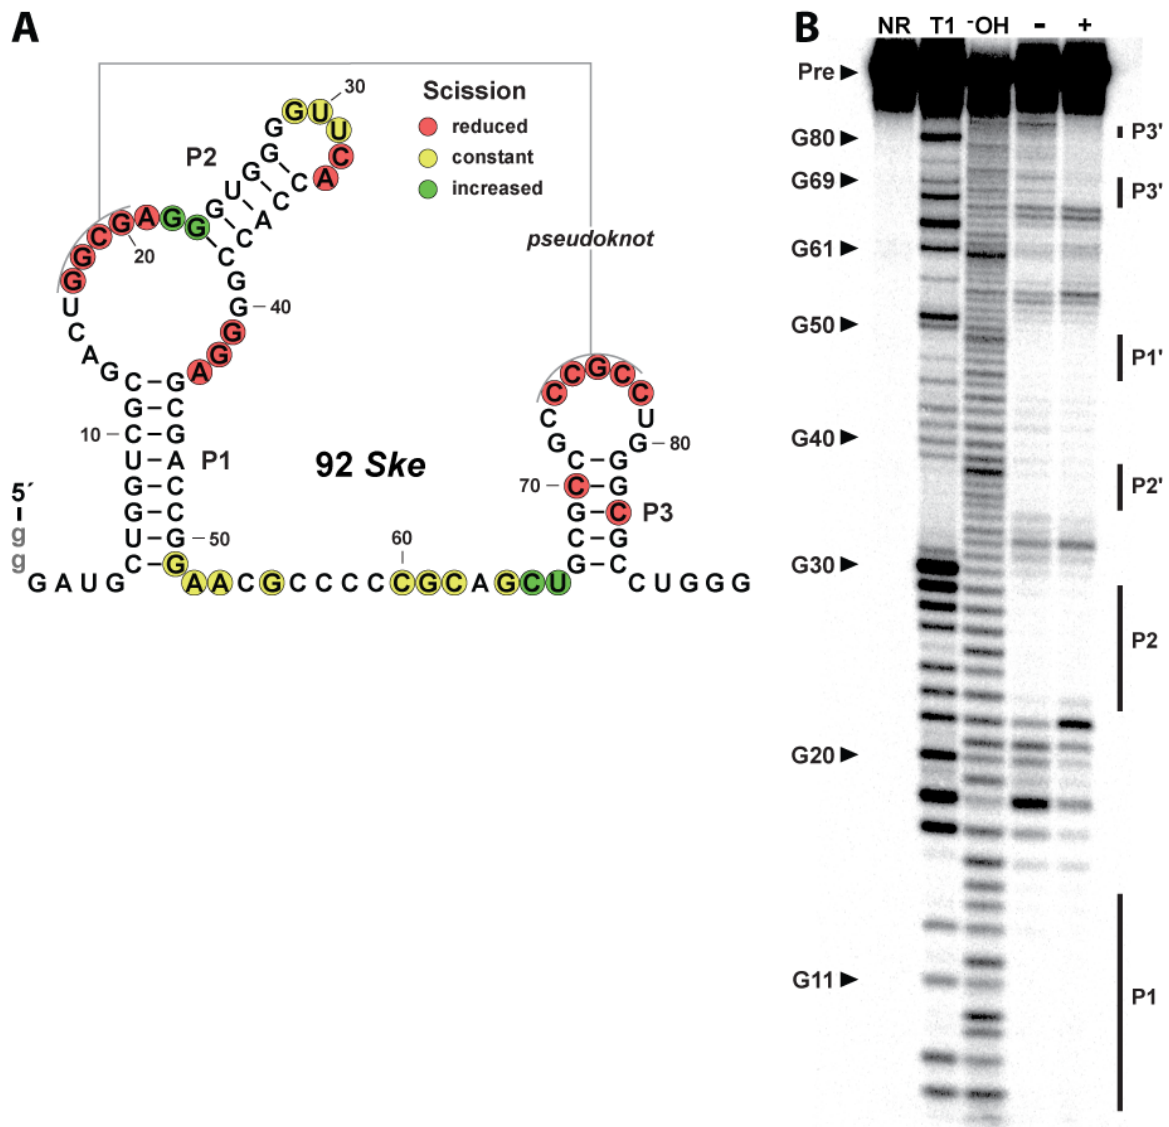 A
Scission
reduced
constant
increased
P2
30
G U G G G G U U C A C C A C C
G A C U G G C G A G G
20
G G G G A
40
pseudoknot
C – G
G – C
10 – C – G
U – A
G – C
G – C
U – G – 50
C – G
P1
92 Ske
5´
g
g
G A U G
A A C G C C C C C G C A G C U
60
G C C C C G C C U G – 80
C – G
70 – C – G
G – C
C – G
G – C
P3
C U G G G
B
NR T1 -OH - +
Pre
G80
G69
G61
G50
G40
G30
G20
G11
P3'
P3'
P1'
P2'
P2
P1